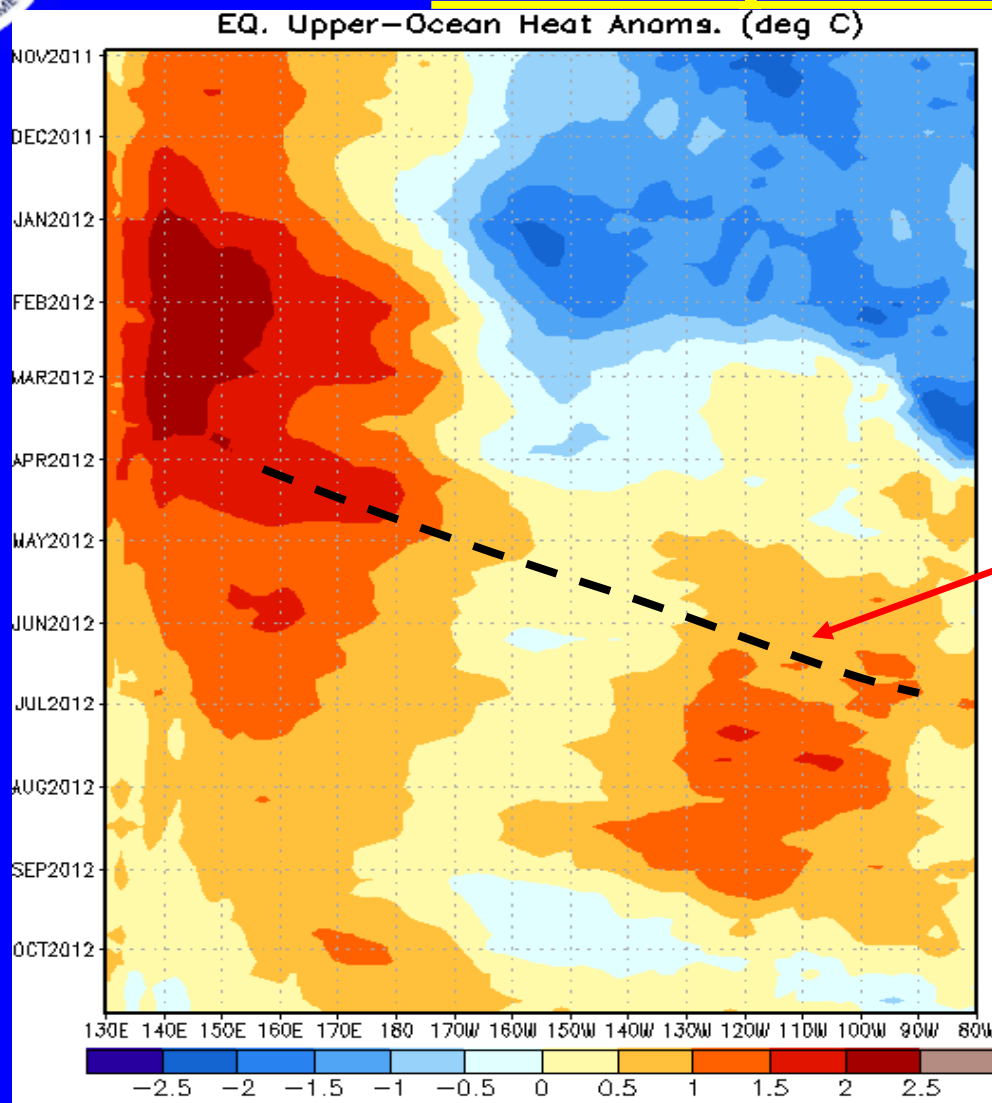 EQ. Upper-Ocean Heat Anoms. (deg C)
NOV2011
DEC2011
JAN2012
FEB2012
MAR2012
APR2012
MAY2012
JUN2012
JUL2012
AUG2012
SEP2012
OCT2012
130E 140E 150E 160E 170E 180 170W 160W 150W 140W 130W 120W 110W 100W 90W 80W
-2.5 -2 -1.5 -1 -0.5 0 0.5 1 1.5 2 2.5